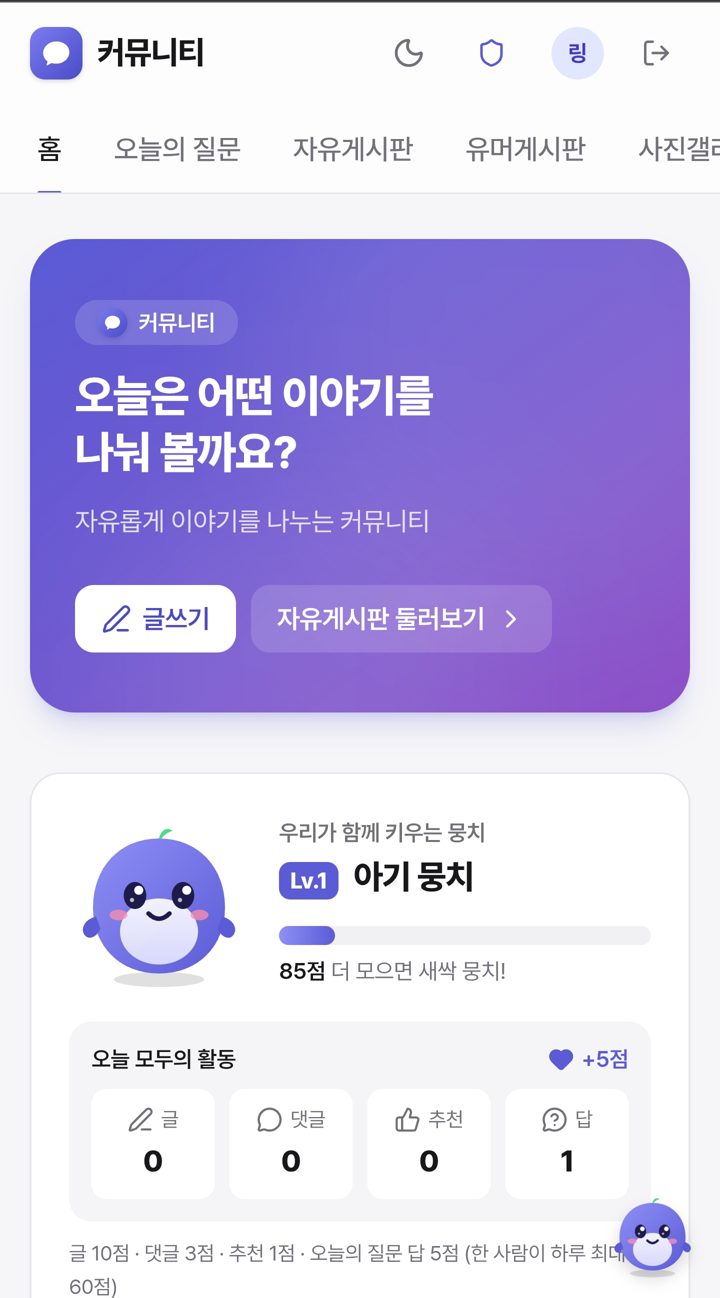 커뮤니티
링
홈 오늘의 질문 자유게시판 유머게시판 사진갤러
커뮤니티
오늘은 어떤 이야기를
나눠 볼까요?
자유롭게 이야기를 나누는 커뮤니티
글쓰기 자유게시판 둘러보기
우리가 함께 키우는 뭉치
Lv.1 아기 뭉치
85점 더 모으면 새싹 뭉치!
오늘 모두의 활동 +5점
글 댓글 추천 답
0 0 0 1
글 10점 · 댓글 3점 · 추천 1점 · 오늘의 질문 답 5점 (한 사람이 하루 최대
60점)